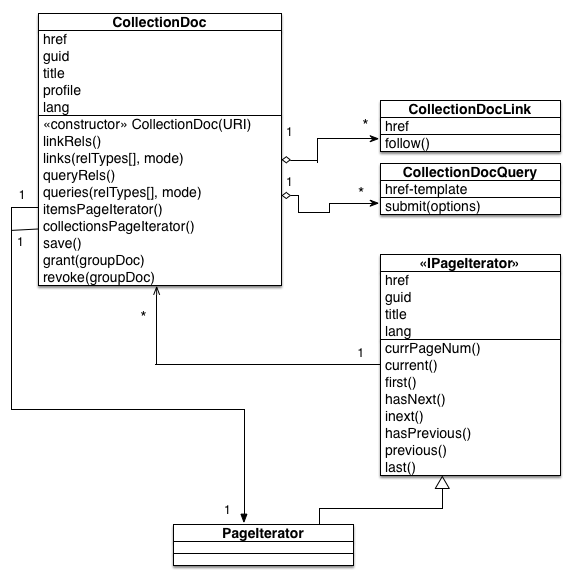 CollectionDoc
href
guid
title
profile
lang
«constructor» CollectionDoc(URI)
linkRels()
links(relTypes[], mode)
queryRels()
queries(relTypes[], mode)
itemsPageIterator()
collectionsPageIterator()
save()
grant(groupDoc)
revoke(groupDoc)
1
*
1
*
1
1
CollectionDocLink
href
follow()
CollectionDocQuery
href-template
submit(options)
«IPageIterator»
href
guid
title
lang
currPageNum()
current()
first()
hasNext()
inext()
hasPrevious()
previous()
last()
*
1
1
PageIterator